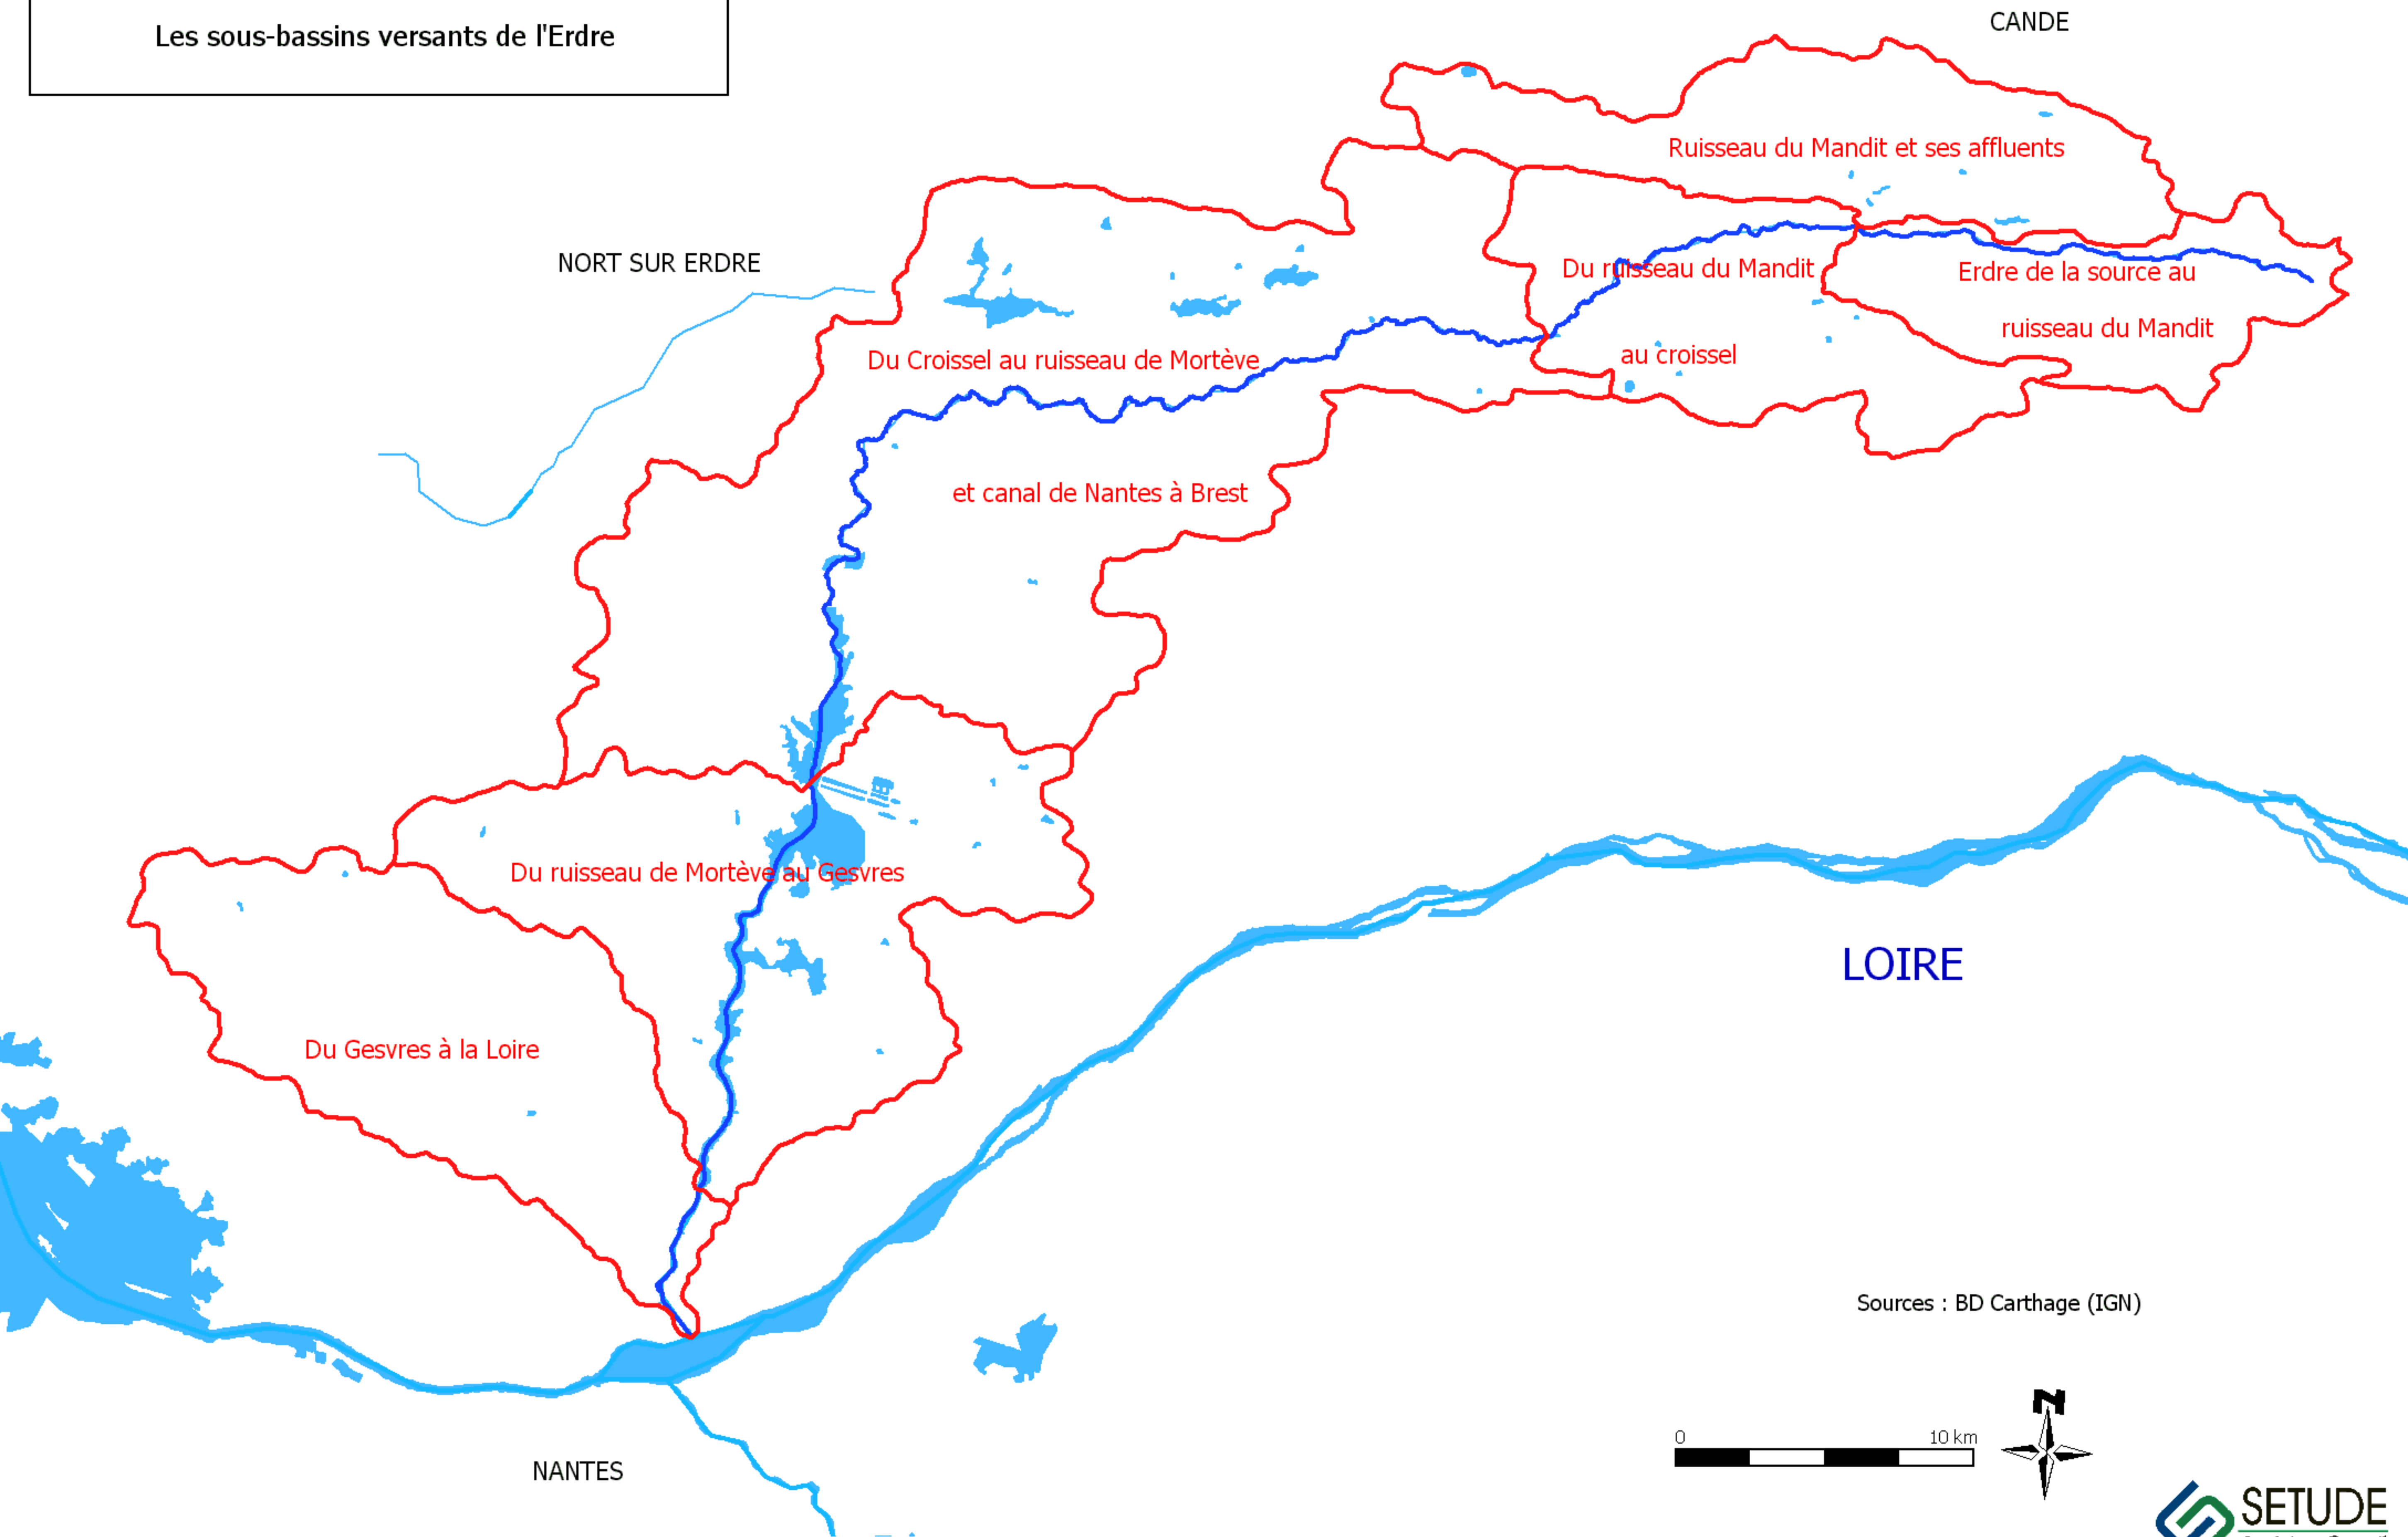 Les sous-bassins versants de l'Erdre
CANDE
Ruisseau du Mandit et ses affluents
NORT SUR ERDRE
Du ruisseau du Mandit
au croissel
Erdre de la source au
ruisseau du Mandit
Du Croissel au ruisseau de Mortève
et canal de Nantes à Brest
Du ruisseau de Mortève au Gesvres
LOIRE
Du Gesvres à la Loire
Sources : BD Carthage (IGN)
0 10 km
N
NANTES
SETUDE